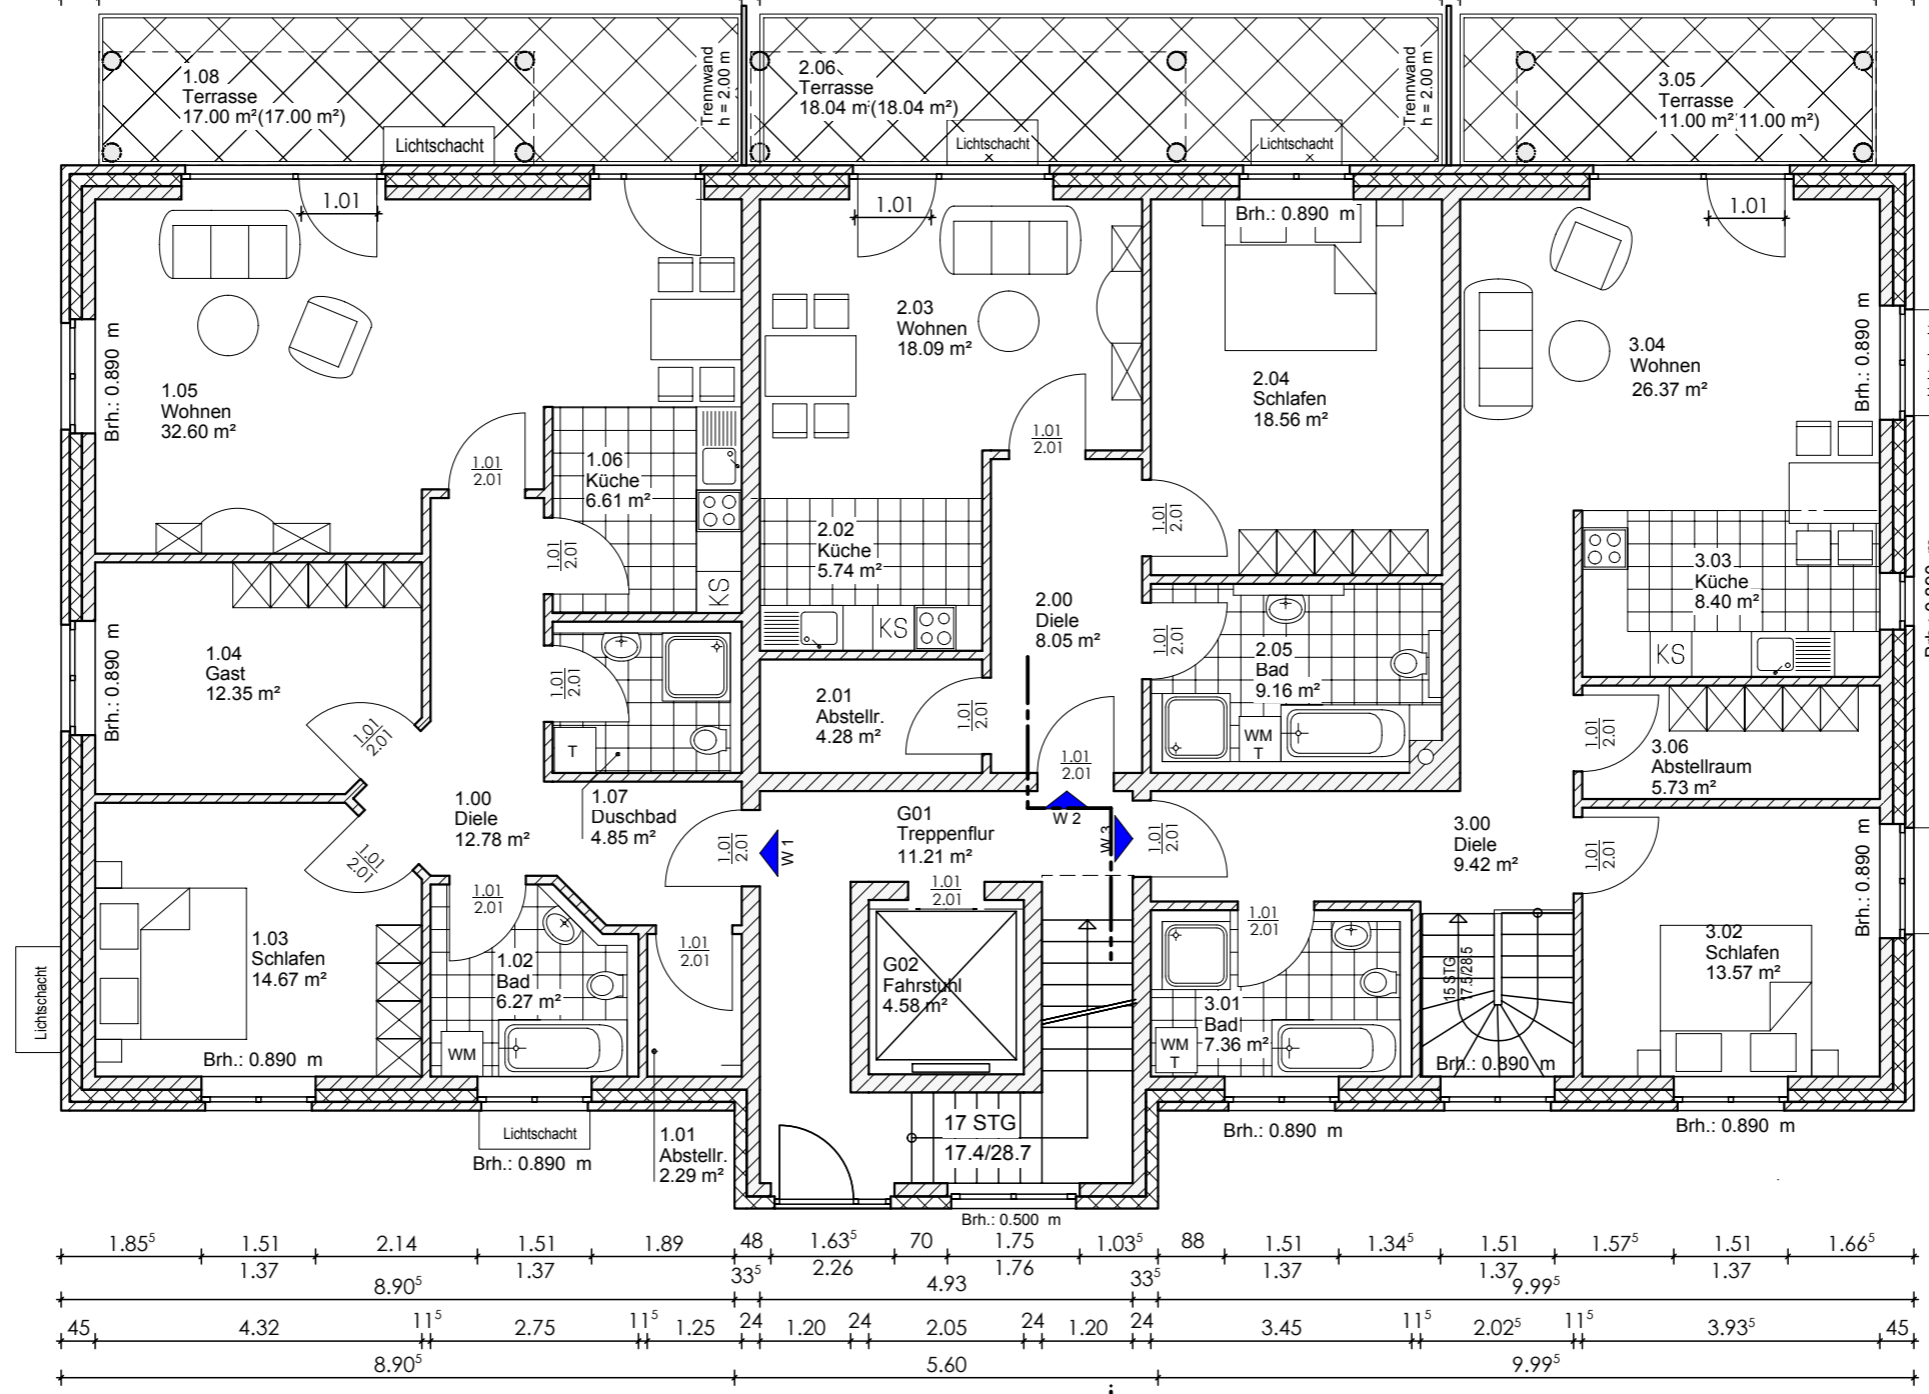 1.08
Terrasse
17.00 m²(17.00 m²)
Lichtschacht
Trennwand
h = 2.00 m
2.06
Terrasse
18.04 m²(18.04 m²)
Lichtschacht
Lichtschacht
Trennwand
h = 2.00 m
3.05
Terrasse
11.00 m²(11.00 m²)
1.01
1.01
Brh.: 0.890 m
1.01
Brh.: 0.890 m
1.05
Wohnen
32.60 m²
2.03
Wohnen
18.09 m²
2.04
Schlafen
18.56 m²
3.04
Wohnen
26.37 m²
Brh.: 0.890 m
1.01
2.01
1.06
Küche
6.61 m²
1.01
2.01
KS
1.01
2.01
2.02
Küche
5.74 m²
KS
1.01
2.01
3.03
Küche
8.40 m²
KS
Brh.: 0.890 m
1.04
Gast
12.35 m²
1.01
2.01
1.01
2.01
T
2.00
Diele
8.05 m²
2.01
Abstellr.
4.28 m²
1.01
2.01
1.01
2.01
2.05
Bad
9.16 m²
WM
T
1.01
2.01
1.01
2.01
3.06
Abstellraum
5.73 m²
1.00
Diele
12.78 m²
1.07
Duschbad
4.85 m²
1.01
2.01
1.01
2.01
W 1
G01
Treppenflur
11.21 m²
W 2
W 3
1.01
2.01
3.00
Diele
9.42 m²
1.01
2.01
Brh.: 0.890 m
Lichtschacht
1.03
Schlafen
14.67 m²
Brh.: 0.890 m
1.01
2.01
1.02
Bad
6.27 m²
WM
1.01
2.01
1.01
2.01
G02
Fahrstuhl
4.58 m²
1.01
2.01
3.01
Bad
7.36 m²
WM
T
15 STG
17.5/28.5
Brh.: 0.890 m
3.02
Schlafen
13.57 m²
Lichtschacht
Brh.: 0.890 m
1.01
Abstellr.
2.29 m²
17 STG
17.4/28.7
Brh.: 0.500 m
Brh.: 0.890 m
Brh.: 0.890 m
1.85⁵ 1.51 2.14 1.51 1.89 48 1.63⁵ 70 1.75 1.03⁵ 88 1.51 1.34⁵ 1.51 1.57⁵ 1.51 1.66⁵
1.37 1.37 2.26 1.76 1.37 1.37 1.37
8.90⁵ 33⁵ 4.93 33⁵ 9.99⁵
45 4.32 11⁵ 2.75 11⁵ 1.25 24 1.20 24 2.05 24 1.20 24 3.45 11⁵ 2.02⁵ 11⁵ 3.93⁵ 45
8.90⁵ 5.60 9.99⁵